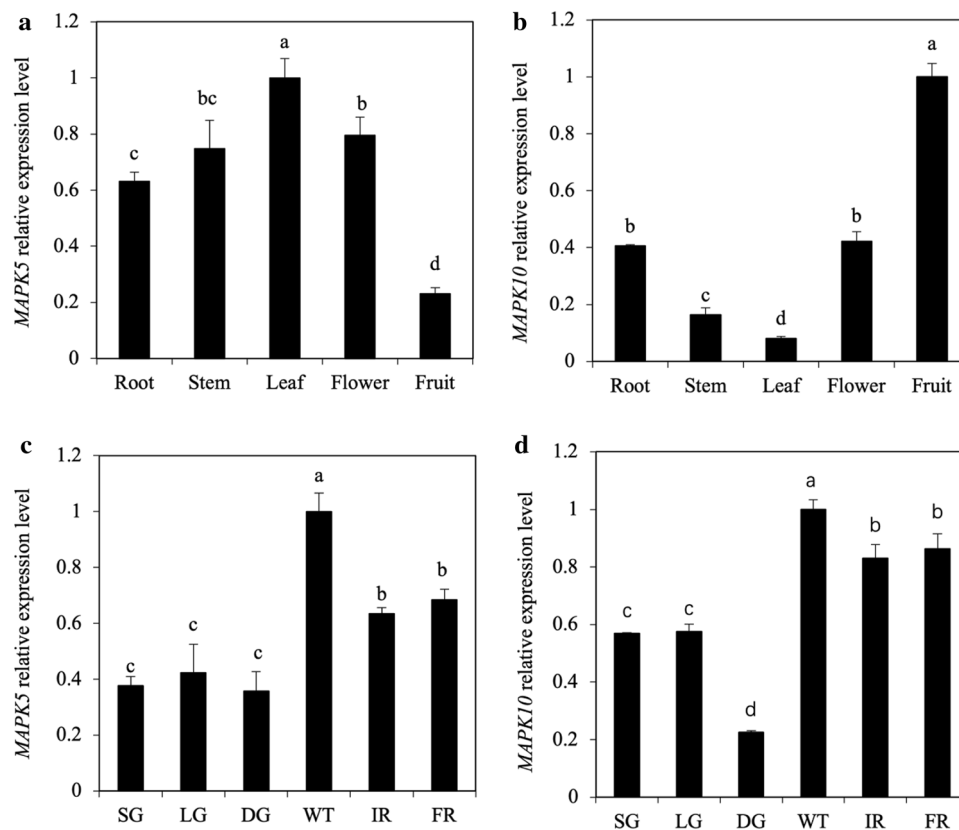 a
MAPK5 relative expression level
1.2
1
0.8
0.6
0.4
0.2
0
c
bc
a
b
d
Root Stem Leaf Flower Fruit
b
MAPK10 relative expression level
1.2
1
0.8
0.6
0.4
0.2
0
b
c
d
b
a
Root Stem Leaf Flower Fruit
c
MAPK5 relative expression level
1.2
1
0.8
0.6
0.4
0.2
0
c
c
c
a
b
b
SG LG DG WT IR FR
d
MAPK10 relative expression level
1.2
1
0.8
0.6
0.4
0.2
0
c
c
d
a
b
b
SG LG DG WT IR FR